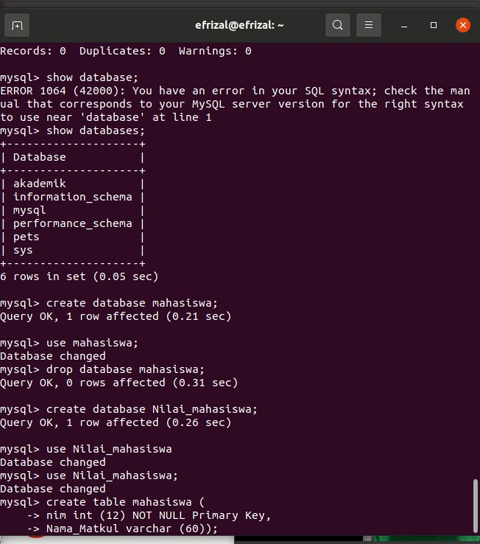 efrizal@efrizal: ~
Records: 0  Duplicates: 0  Warnings: 0
mysql> show database;
ERROR 1064 (42000): You have an error in your SQL syntax; check the man
ual that corresponds to your MySQL server version for the right syntax
to use near 'database' at line 1
mysql> show databases;
+--------------------+
| Database           |
+--------------------+
| akademik           |
| information_schema |
| mysql              |
| performance_schema |
| pets               |
| sys                |
+--------------------+
6 rows in set (0.05 sec)
mysql> create database mahasiswa;
Query OK, 1 row affected (0.21 sec)
mysql> use mahasiswa;
Database changed
mysql> drop database mahasiswa;
Query OK, 0 rows affected (0.31 sec)
mysql> create database Nilai_mahasiswa;
Query OK, 1 row affected (0.26 sec)
mysql> use Nilai_mahasiswa
Database changed
mysql> use Nilai_mahasiswa;
Database changed
mysql> create table mahasiswa (
    -> nim int (12) NOT NULL Primary Key,
    -> Nama_Matkul varchar (60));